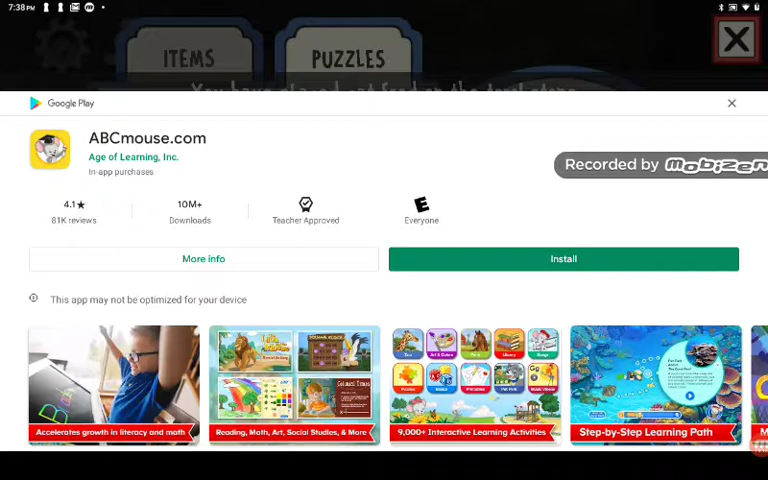 7:38 PM
ITEMS
PUZZLES
Google Play
ABCmouse.com
Age of Learning, Inc.
In-app purchases
Recorded by mobizen
4.1★
81K reviews
10M+
Downloads
Teacher Approved
E
Everyone
More info
Install
This app may not be optimized for your device
Accelerates growth in literacy and math
Reading, Math, Art, Social Studies, & More
9,000+ Interactive Learning Activities
Step-by-Step Learning Path